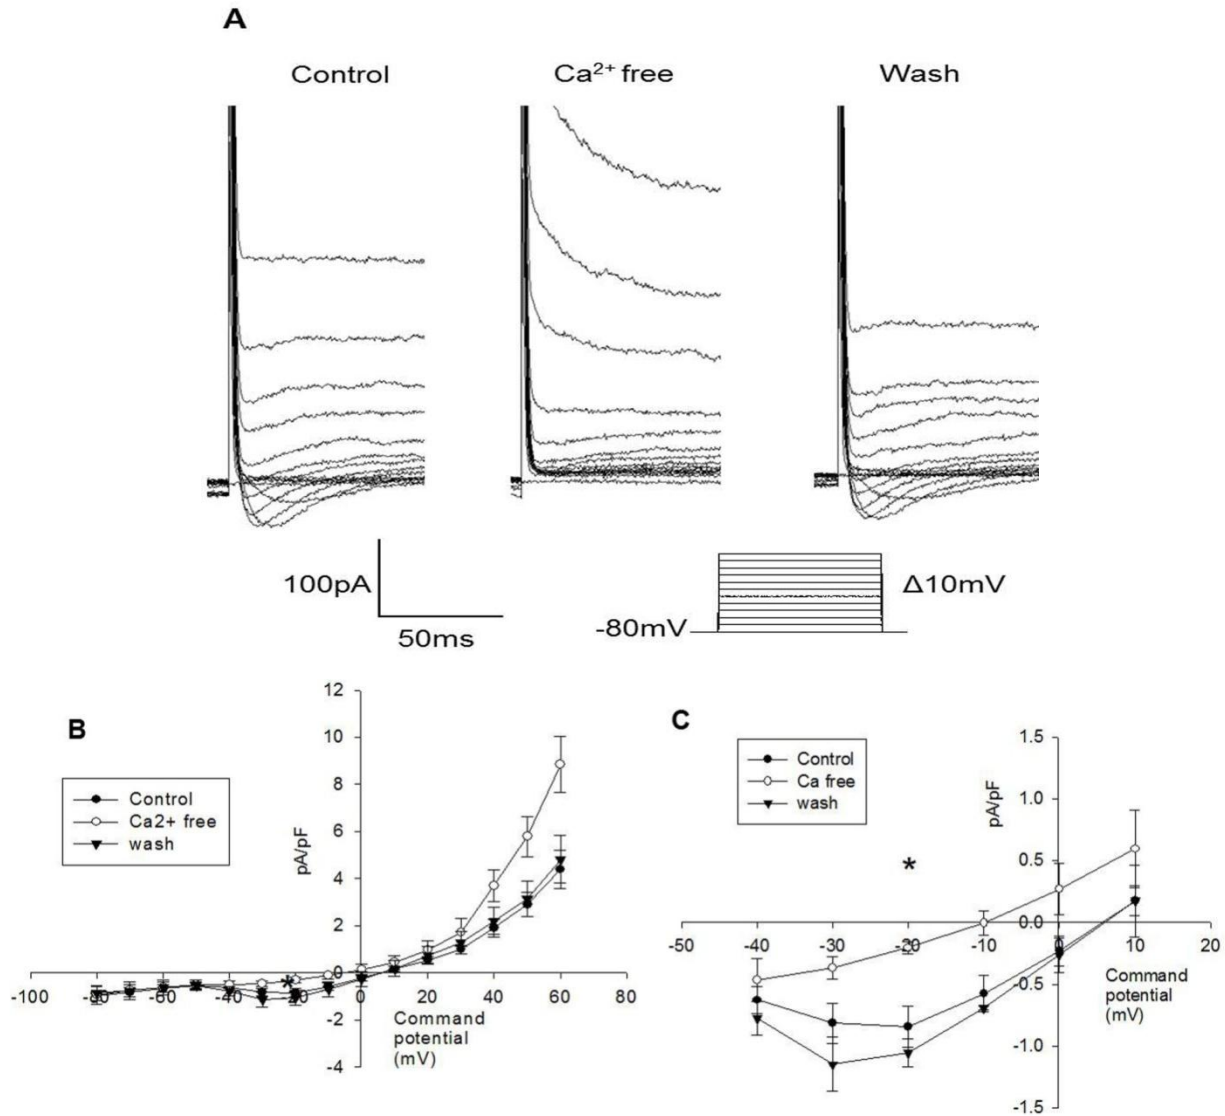 A
Control Ca²⁺ free Wash
100pA
50ms
-80mV
Δ10mV
B
Control
Ca2+ free
wash
pA/pF
12
10
8
6
4
2
0
-2
-4
-100 -80 -60 -40 -20 0 20 40 60 80
Command
potential
(mV)
*
C
Control
Ca free
wash
pA/pF
1.5
1.0
0.5
0.0
-0.5
-1.0
-1.5
-50 -40 -30 -20 -10 0 10 20
Command
potential
(mV)
*